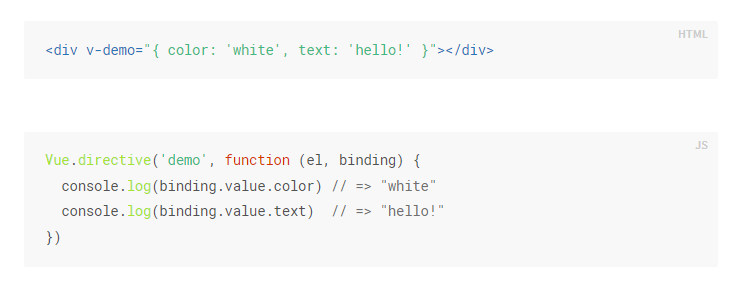 HTML
<div v-demo="{ color: 'white', text: 'hello!' }"></div>
JS
Vue.directive('demo', function (el, binding) {
  console.log(binding.value.color) // => "white"
  console.log(binding.value.text)  // => "hello!"
})